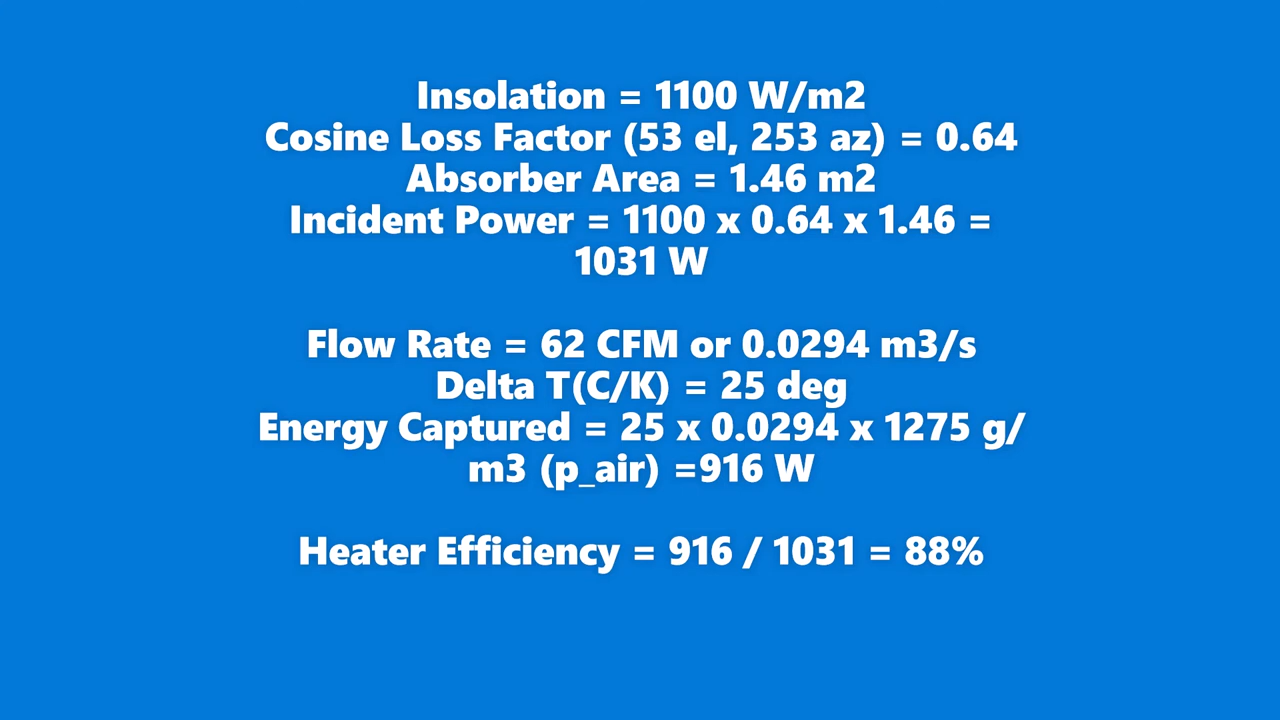 Insolation = 1100 W/m2
Cosine Loss Factor (53 el, 253 az) = 0.64
Absorber Area = 1.46 m2
Incident Power = 1100 x 0.64 x 1.46 =
1031 W
Flow Rate = 62 CFM or 0.0294 m3/s
Delta T(C/K) = 25 deg
Energy Captured = 25 x 0.0294 x 1275 g/
m3 (p_air) =916 W
Heater Efficiency = 916 / 1031 = 88%